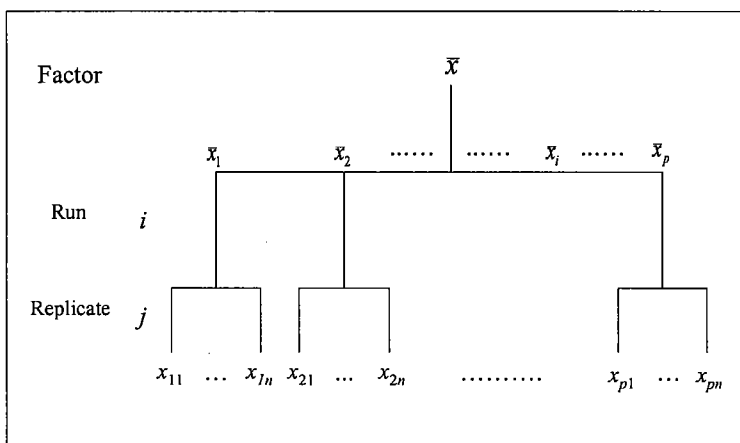 Factor x̄
x̄₁ x̄₂ ...... ...... x̄ᵢ ...... x̄ₚ
Run i
Replicate j
x₁₁ ... x₁ₙ x₂₁ ... x₂ₙ .......... xₚ₁ ... xₚₙ